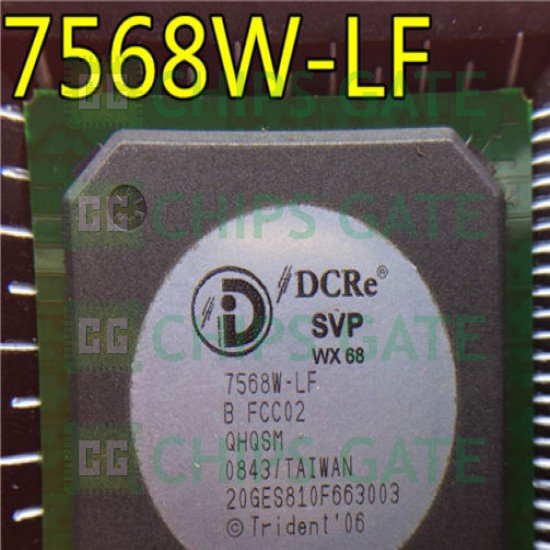 7568W-LF
CHIPS GATE
CHIPS GATE
DCRe®
SVP
WX 68
CHIPS GATE
7568W-LF
B FCC02
QHQSM
CHIPS GATE
0843/TAIWAN
20GES810F663003
©Trident'06